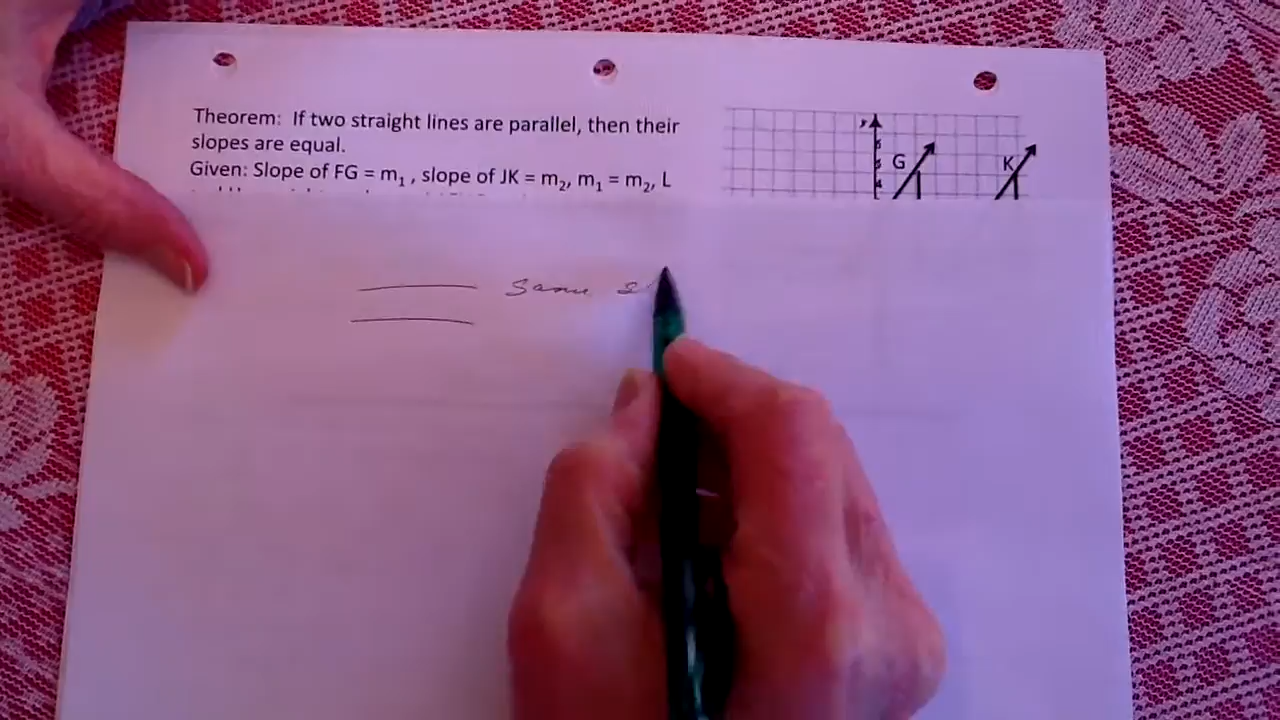 Theorem: If two straight lines are parallel, then their
slopes are equal.
Given: Slope of FG = m₁ , slope of JK = m₂, m₁ = m₂, L
y
G
K
Same